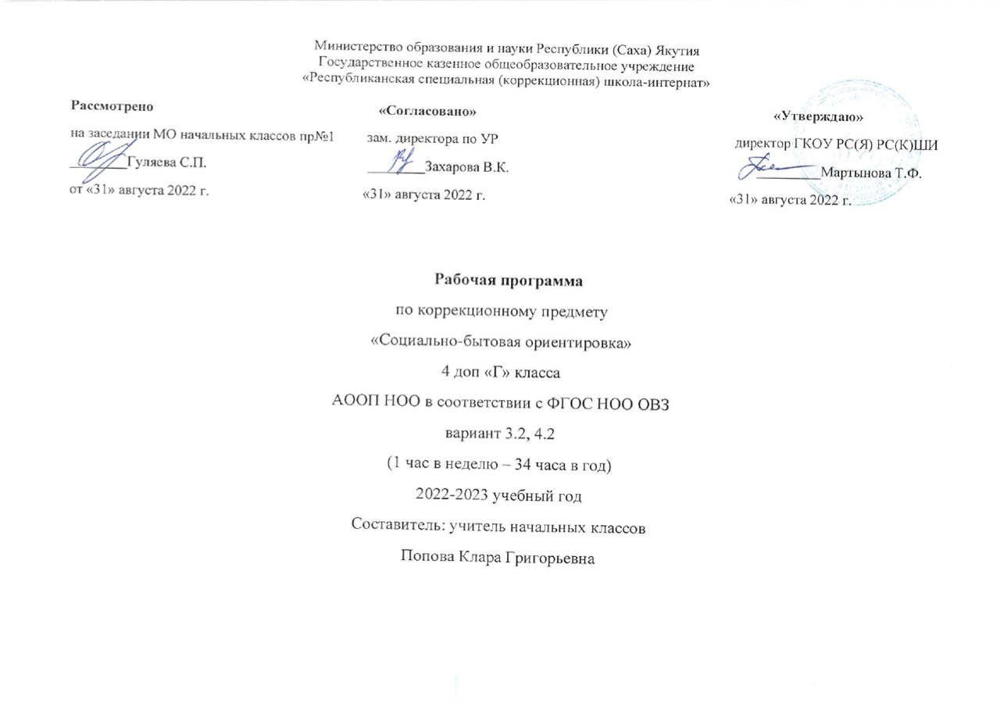 Министерство образования и науки Республики (Саха) Якутия
Государственное казенное общеобразовательное учреждение
«Республиканская специальная (коррекционная) школа-интернат»
Рассмотрено
на заседании МО начальных классов пр№1
_________Гуляева С.П.
от «31» августа 2022 г.
«Согласовано»
зам. директора по УР
_________Захарова В.К.
«31» августа 2022 г.
«Утверждаю»
директор ГКОУ РС(Я) РС(К)ШИ
_________Мартынова Т.Ф.
«31» августа 2022 г.
Рабочая программа
по коррекционному предмету
«Социально-бытовая ориентировка»
4 доп «Г» класса
АООП НОО в соответствии с ФГОС НОО ОВЗ
вариант 3.2, 4.2
(1 час в неделю – 34 часа в год)
2022-2023 учебный год
Составитель: учитель начальных классов
Попова Клара Григорьевна